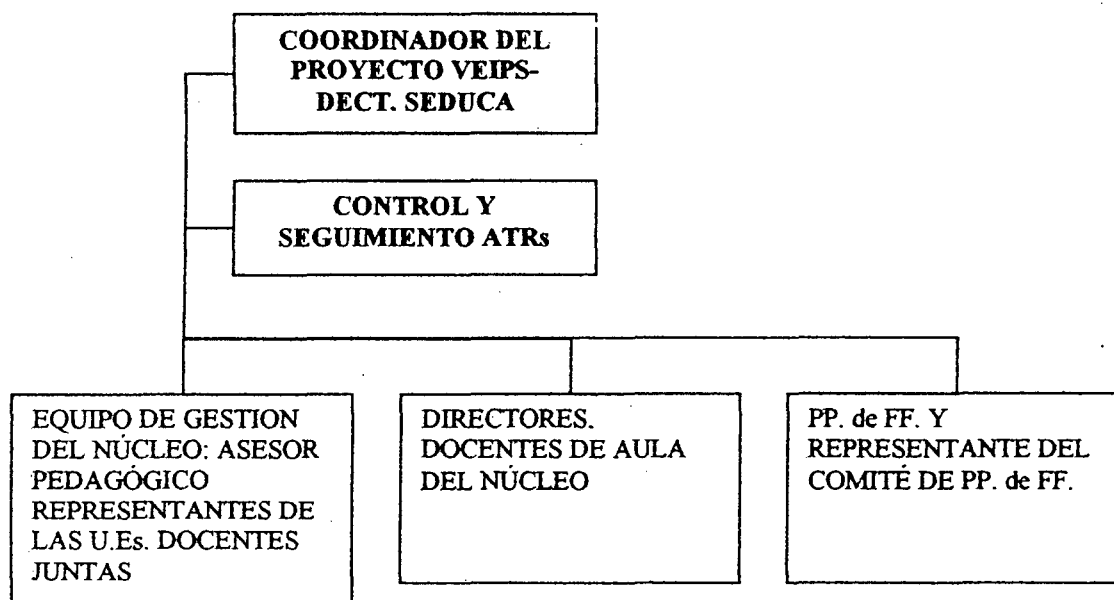 COORDINADOR DEL
PROYECTO VEIPS-
DECT. SEDUCA
CONTROL Y
SEGUIMIENTO ATRs
EQUIPO DE GESTION
DEL NÚCLEO: ASESOR
PEDAGÓGICO
REPRESENTANTES DE
LAS U.Es. DOCENTES
JUNTAS
DIRECTORES.
DOCENTES DE AULA
DEL NÚCLEO
PP. de FF. Y
REPRESENTANTE DEL
COMITÉ DE PP. de FF.